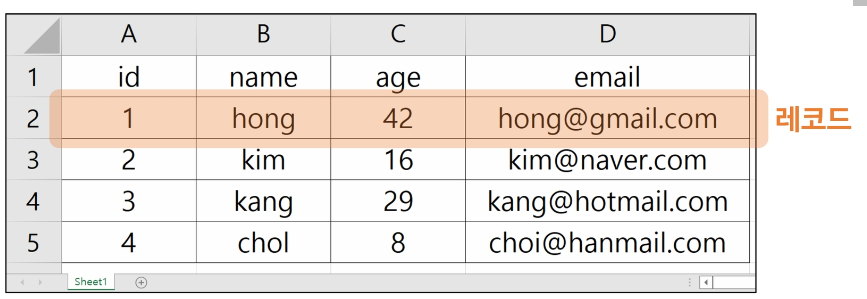 A B C D
1 id name age email
2 1 hong 42 hong@gmail.com 레코드
3 2 kim 16 kim@naver.com
4 3 kang 29 kang@hotmail.com
5 4 chol 8 choi@hanmail.com
Sheet1